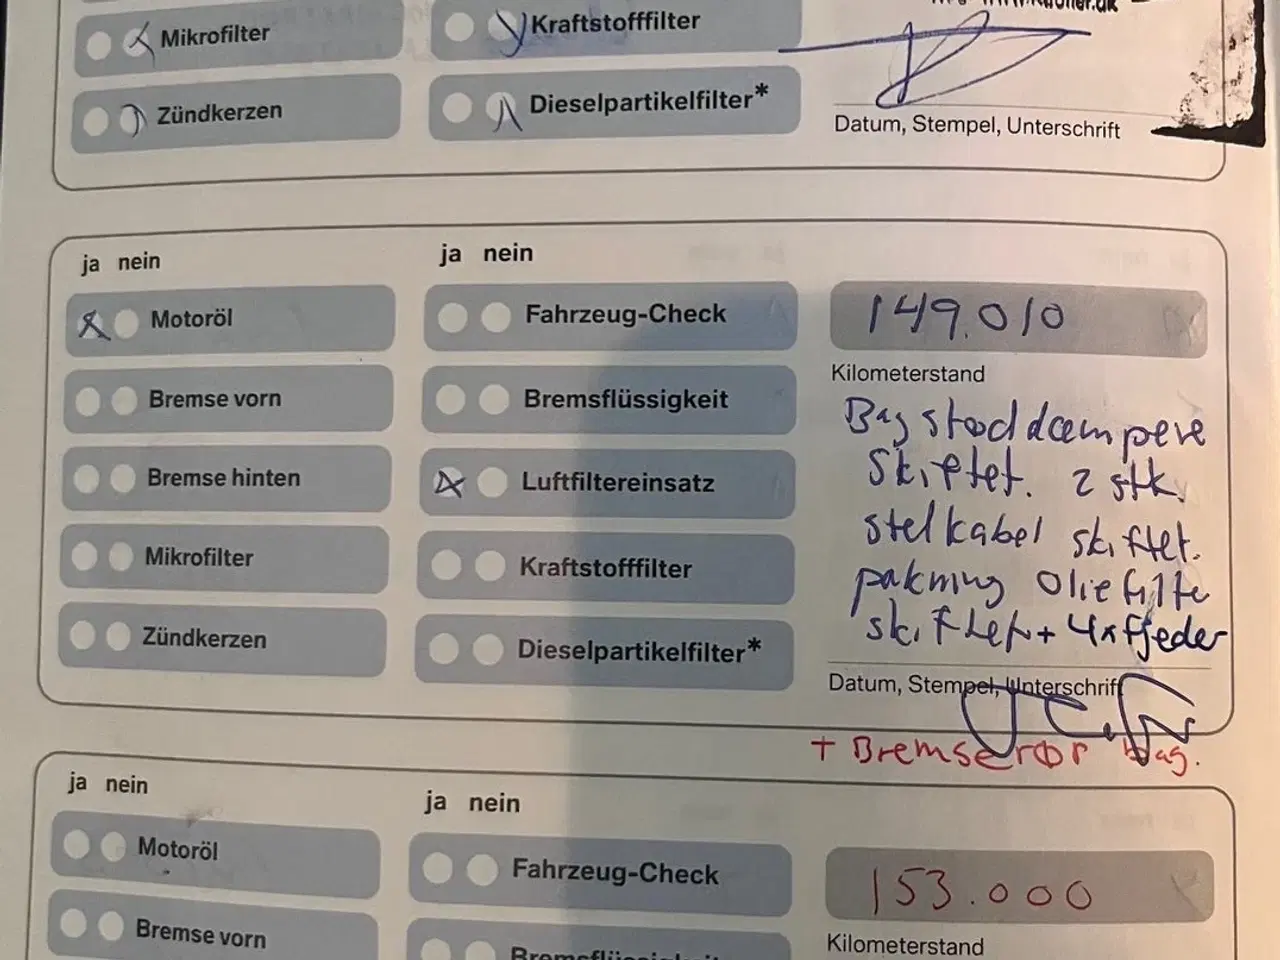 Mikrofilter
Kraftstofffilter
Zündkerzen
Dieselpartikelfilter*
Datum, Stempel, Unterschrift
ja nein
ja nein
Motoröl
Fahrzeug-Check
149.010
Kilometerstand
Bremse vorn
Bremsflüssigkeit
Bag støddæmpere
Bremse hinten
Luftfiltereinsatz
skiftet. 2 stk.
stelkabel skiftet.
Mikrofilter
Kraftstofffilter
pakning Oliefilte
Zündkerzen
Dieselpartikelfilter*
skiftet + 4x fjeder
Datum, Stempel, Unterschrift
+ Bremserør bag.
ja nein
ja nein
Motoröl
Fahrzeug-Check
153.000
Bremse vorn
Bremsflüssigkeit
Kilometerstand